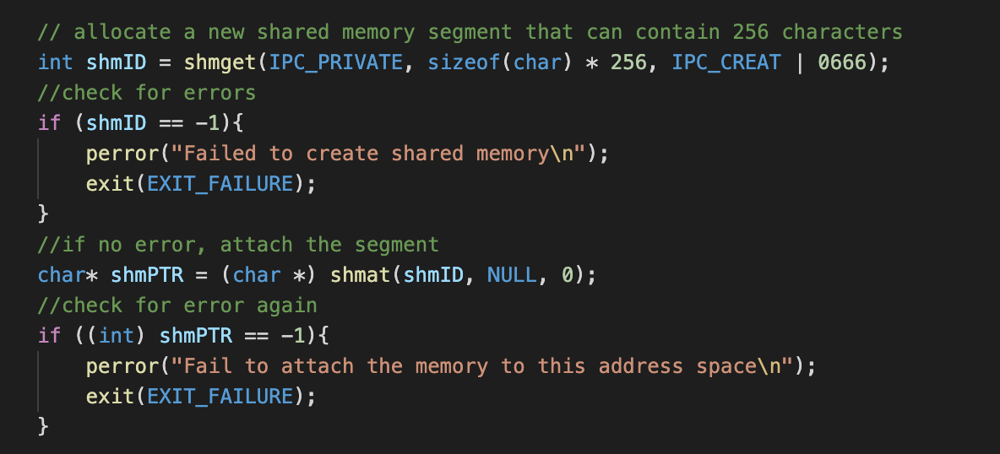 // allocate a new shared memory segment that can contain 256 characters
int shmID = shmget(IPC_PRIVATE, sizeof(char) * 256, IPC_CREAT | 0666);
//check for errors
if (shmID == -1){
    perror("Failed to create shared memory\n");
    exit(EXIT_FAILURE);
}
//if no error, attach the segment
char* shmPTR = (char *) shmat(shmID, NULL, 0);
//check for error again
if ((int) shmPTR == -1){
    perror("Fail to attach the memory to this address space\n");
    exit(EXIT_FAILURE);
}